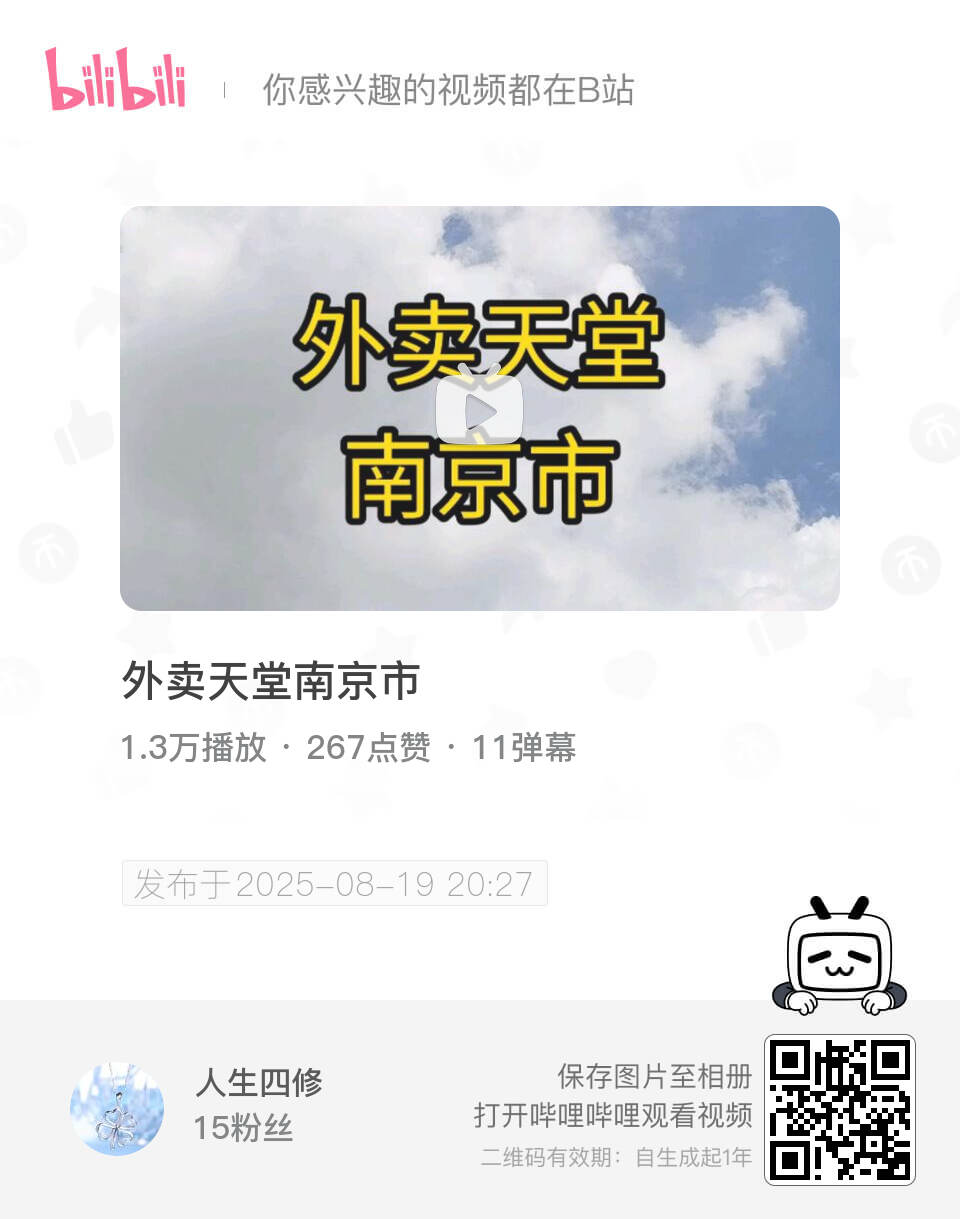 bilibili
你感兴趣的视频都在B站
外卖天堂
南京市
外卖天堂南京市
1.3万播放 · 267点赞 · 11弹幕
发布于2025-08-19 20:27
人生四修
15粉丝
保存图片至相册
打开哔哩哔哩观看视频
二维码有效期：自生成起1年